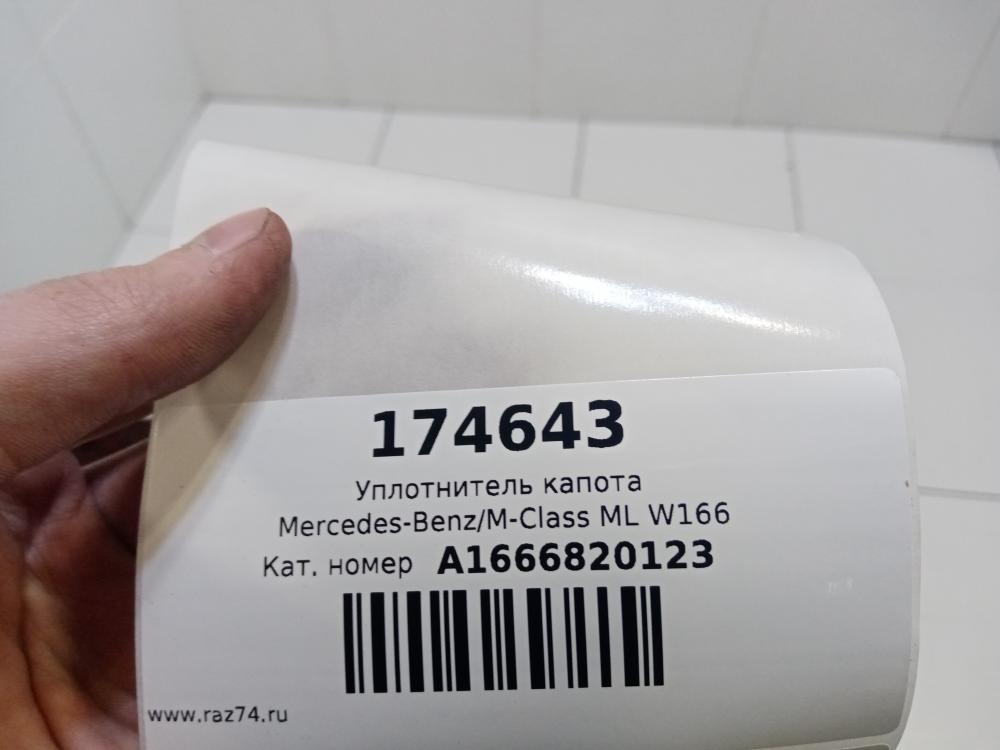 174643
Уплотнитель капота
Mercedes-Benz/M-Class ML W166
Кат. номер A1666820123
www.raz74.ru